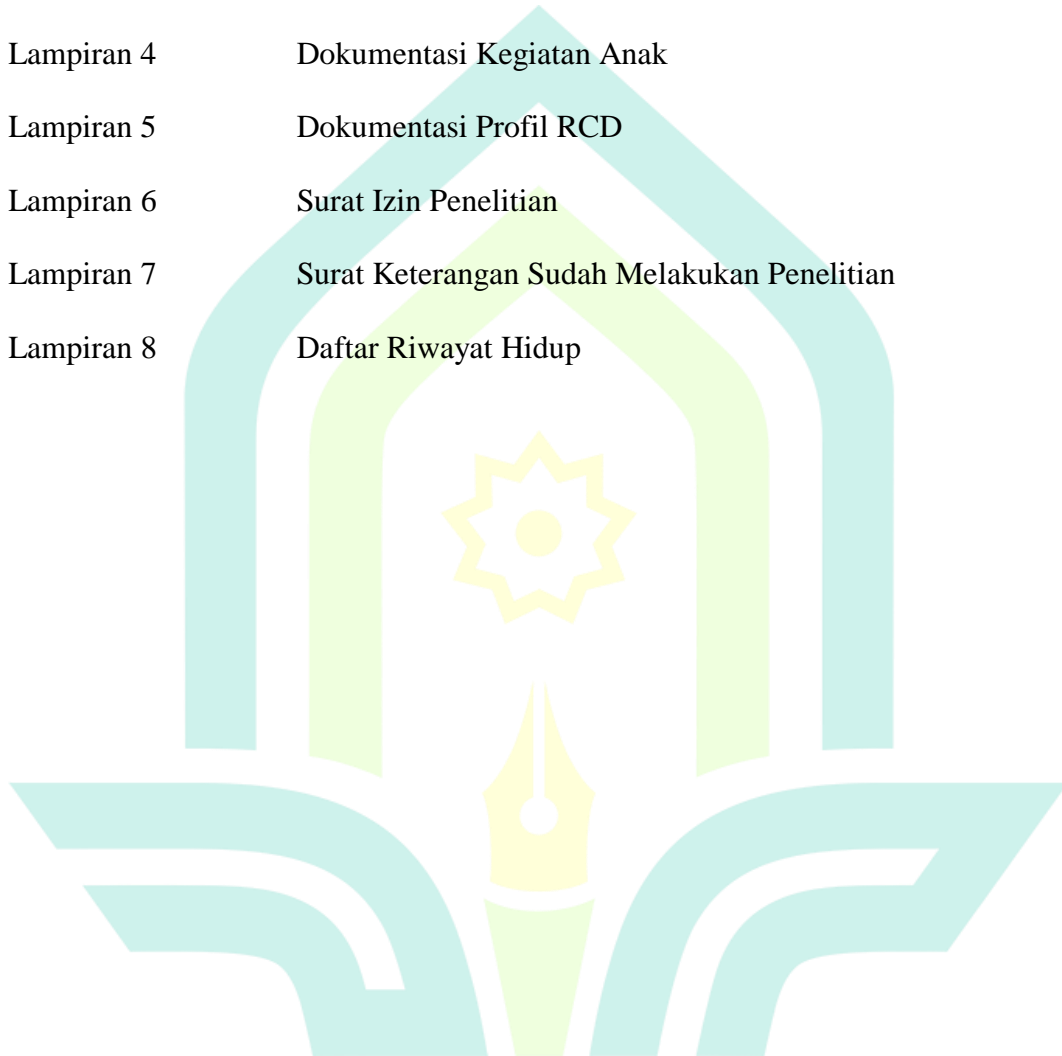 Lampiran 4 Dokumentasi Kegiatan Anak
Lampiran 5 Dokumentasi Profil RCD
Lampiran 6 Surat Izin Penelitian
Lampiran 7 Surat Keterangan Sudah Melakukan Penelitian
Lampiran 8 Daftar Riwayat Hidup